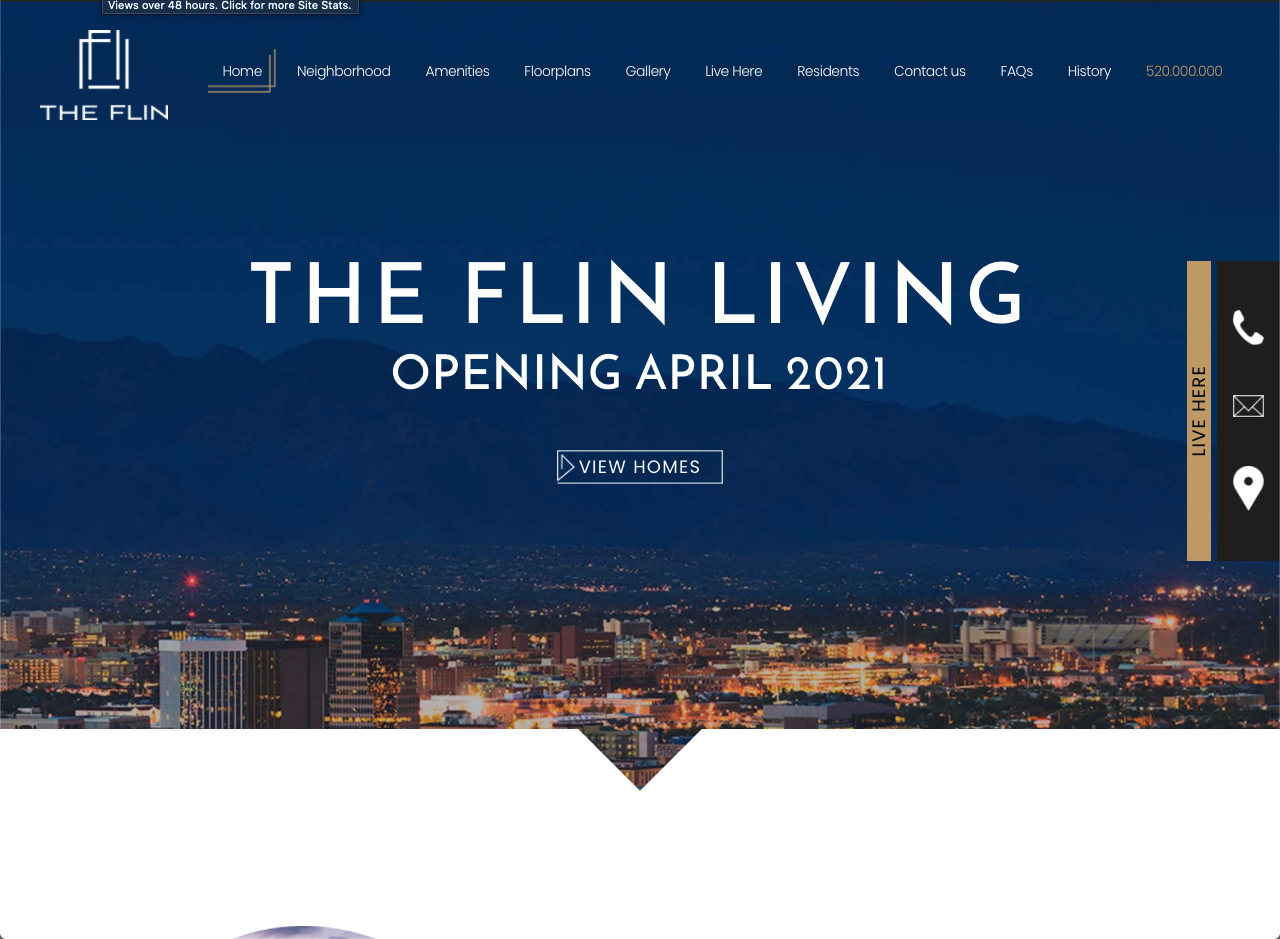 Views over 48 hours. Click for more Site Stats.
THE FLIN
Home Neighborhood Amenities Floorplans Gallery Live Here Residents Contact us FAQs History 520.000.000
THE FLIN LIVING
OPENING APRIL 2021
VIEW HOMES
LIVE HERE